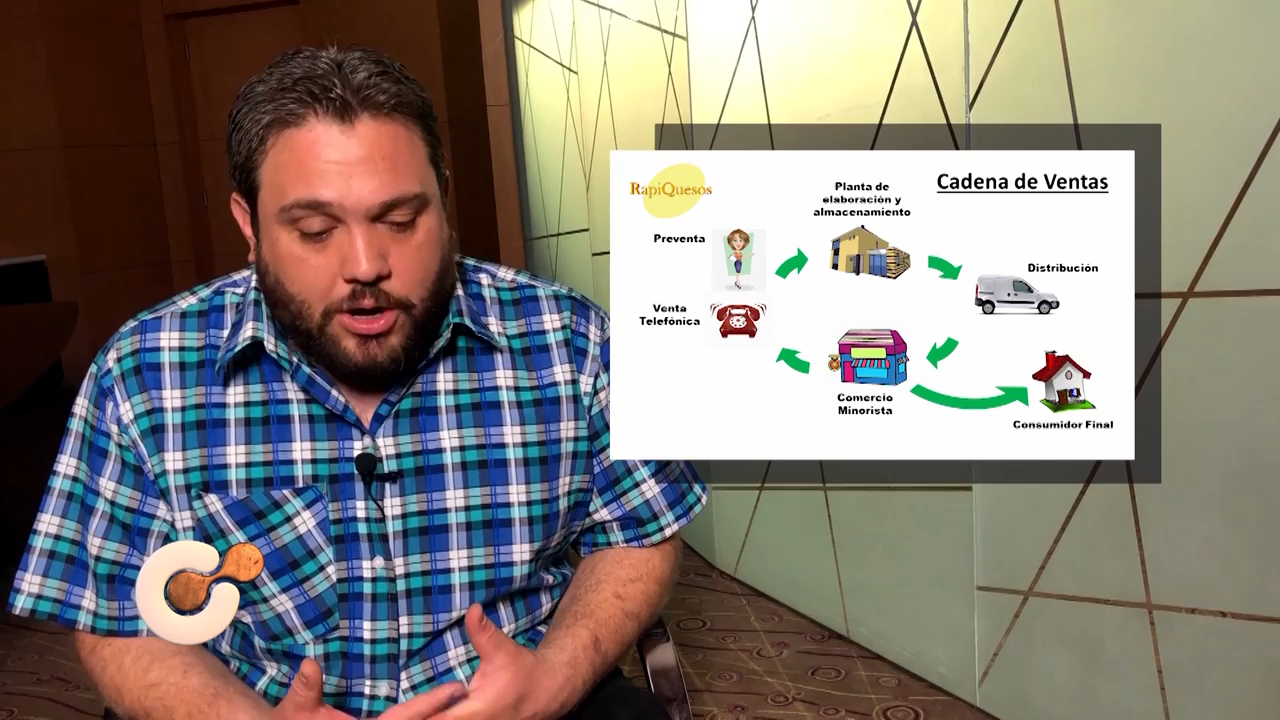 RapiQuesos
Cadena de Ventas
Planta de
elaboración y
almacenamiento
Preventa
Distribución
Venta
Telefónica
Comercio
Minorista
Consumidor Final